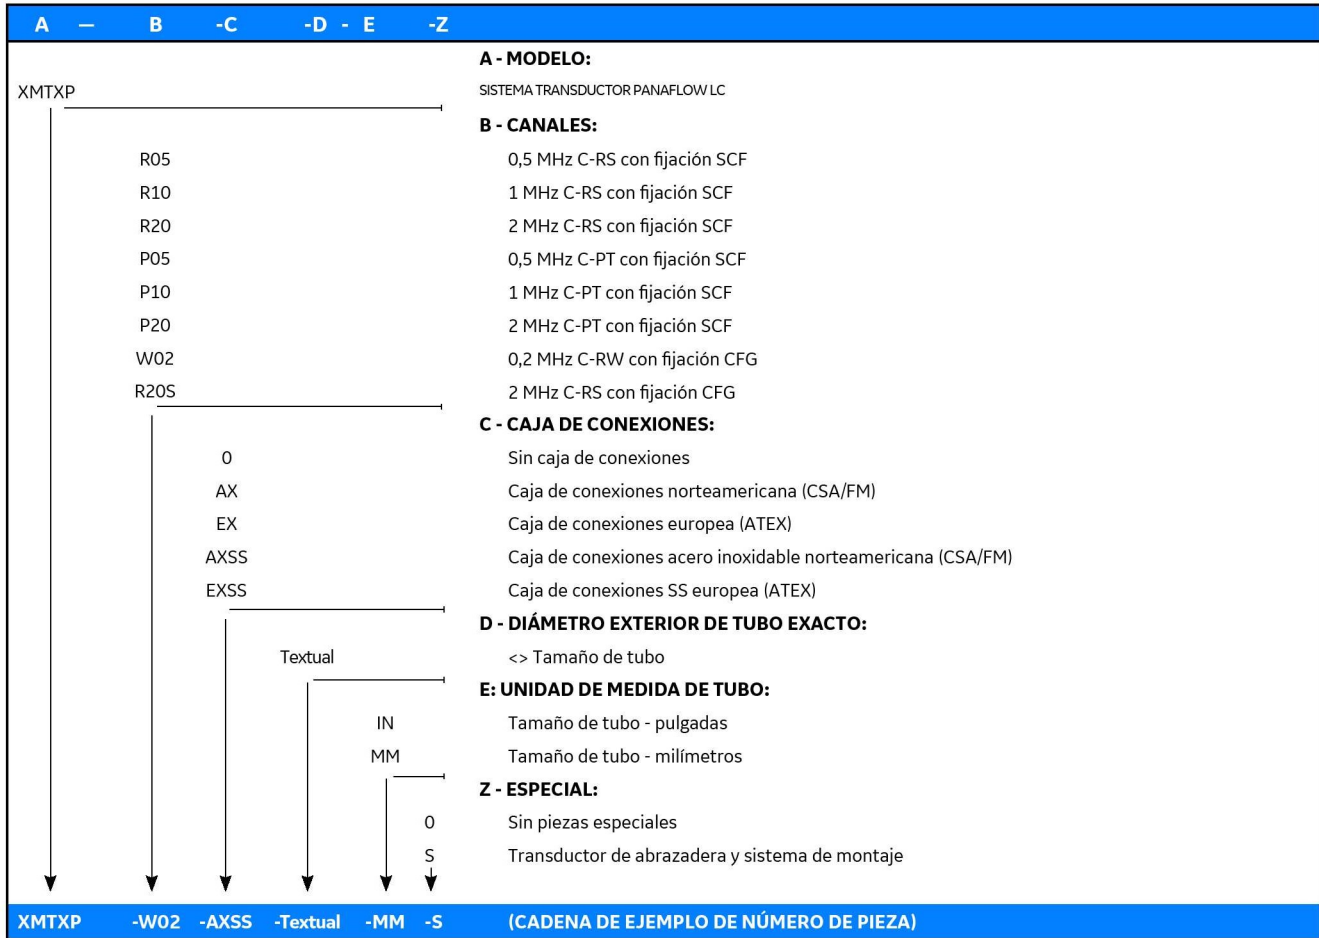 A — B -C -D - E -Z
A - MODELO:
XMTXP SISTEMA TRANSDUCTOR PANAFLOW LC
B - CANALES:
R05 0,5 MHz C-RS con fijación SCF
R10 1 MHz C-RS con fijación SCF
R20 2 MHz C-RS con fijación SCF
P05 0,5 MHz C-PT con fijación SCF
P10 1 MHz C-PT con fijación SCF
P20 2 MHz C-PT con fijación SCF
W02 0,2 MHz C-RW con fijación CFG
R20S 2 MHz C-RS con fijación CFG
C - CAJA DE CONEXIONES:
0 Sin caja de conexiones
AX Caja de conexiones norteamericana (CSA/FM)
EX Caja de conexiones europea (ATEX)
AXSS Caja de conexiones acero inoxidable norteamericana (CSA/FM)
EXSS Caja de conexiones SS europea (ATEX)
D - DIÁMETRO EXTERIOR DE TUBO EXACTO:
Textual <> Tamaño de tubo
E: UNIDAD DE MEDIDA DE TUBO:
IN Tamaño de tubo - pulgadas
MM Tamaño de tubo - milímetros
Z - ESPECIAL:
0 Sin piezas especiales
S Transductor de abrazadera y sistema de montaje
XMTXP -W02 -AXSS -Textual -MM -S (CADENA DE EJEMPLO DE NÚMERO DE PIEZA)